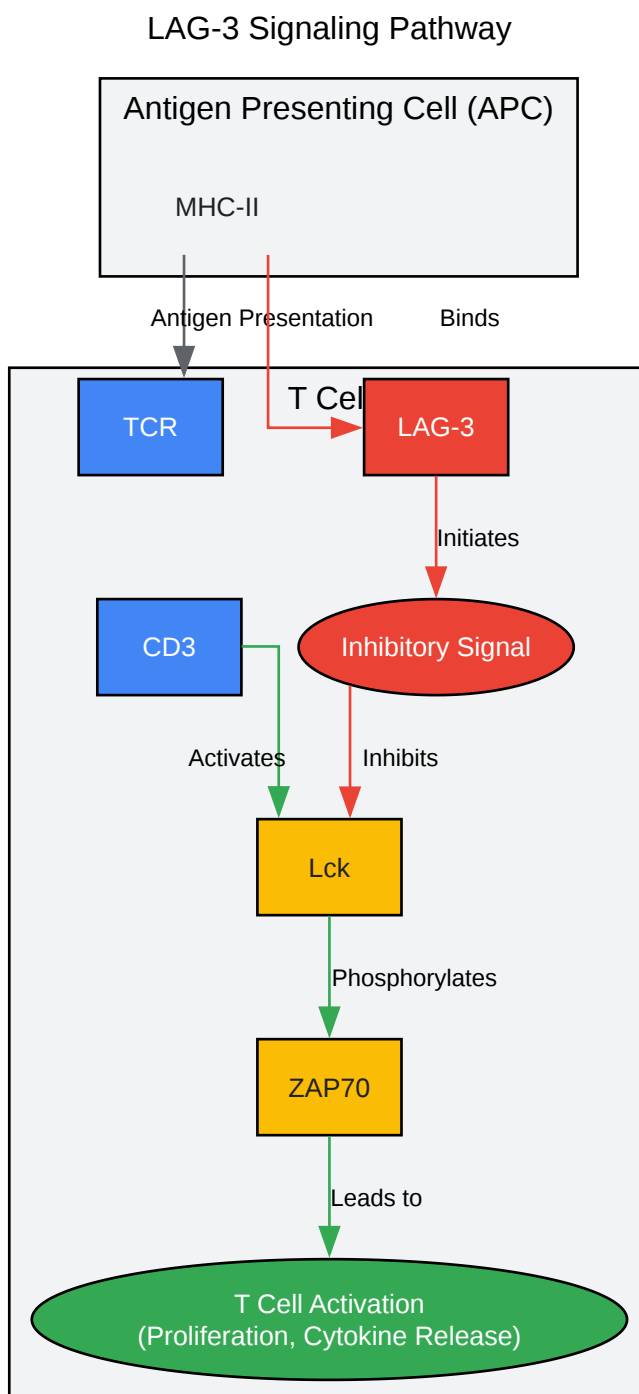 LAG-3 Signaling Pathway
Antigen Presenting Cell (APC)
MHC-II
Antigen Presentation
Binds
T Cel
TCR
LAG-3
Initiates
CD3
Inhibitory Signal
Activates
Inhibits
Lck
Phosphorylates
ZAP70
Leads to
T Cell Activation
(Proliferation, Cytokine Release)